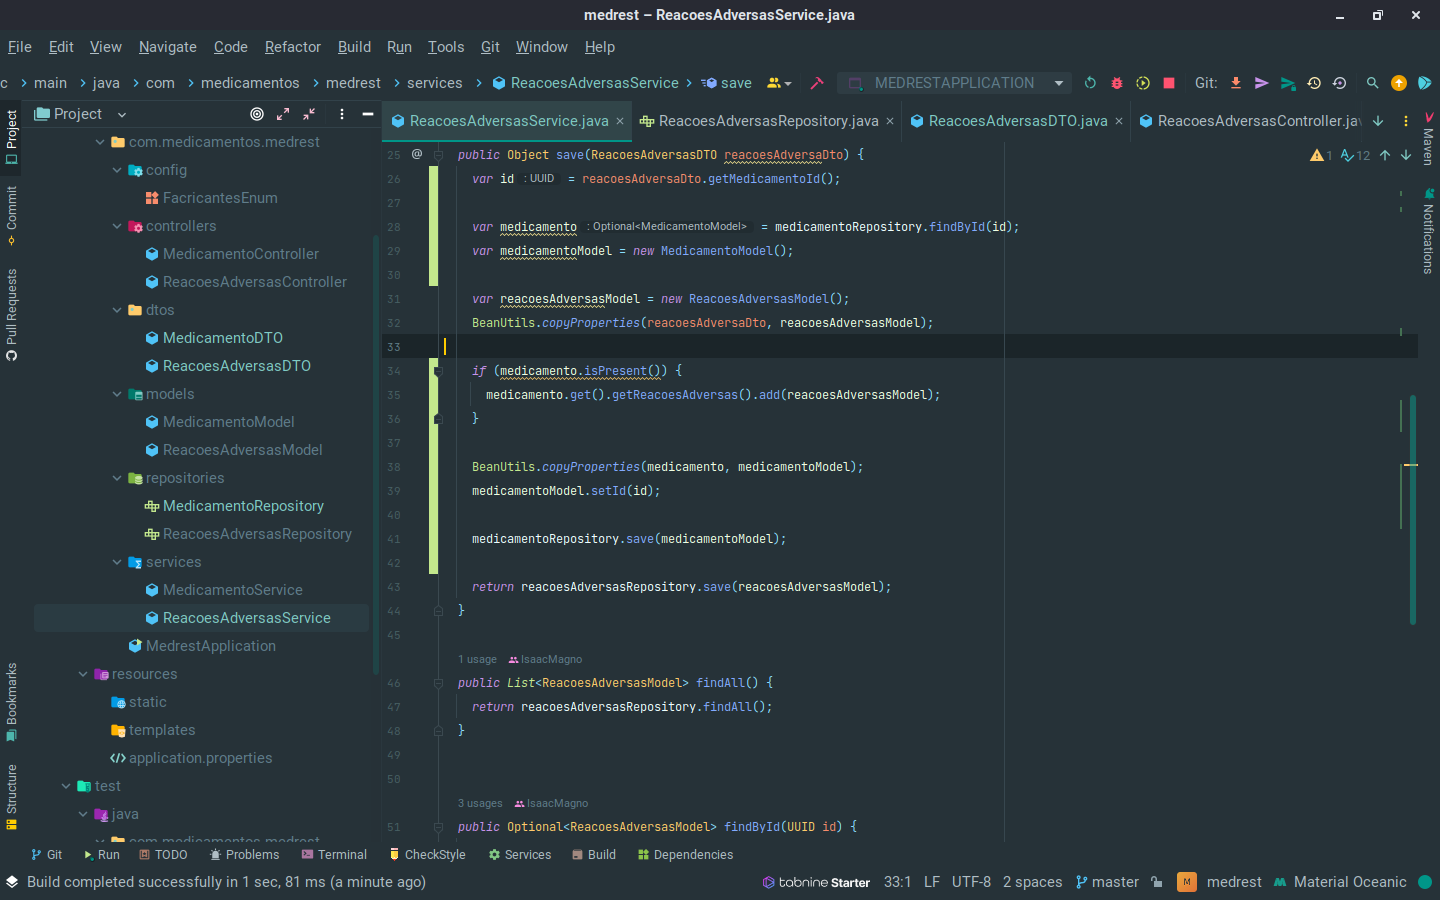 medrest – ReacoesAdversasService.java
File Edit View Navigate Code Refactor Build Run Tools Git Window Help
c main java com medicamentos medrest services ReacoesAdversasService save MEDRESTAPPLICATION Git:
Project
ReacoesAdversasService.java ReacoesAdversasRepository.java ReacoesAdversasDTO.java ReacoesAdversasController.ja
Project
Commit
Pull Requests
Bookmarks
Structure
com.medicamentos.medrest
config
FacricantesEnum
controllers
MedicamentoController
ReacoesAdversasController
dtos
MedicamentoDTO
ReacoesAdversasDTO
models
MedicamentoModel
ReacoesAdversasModel
repositories
MedicamentoRepository
ReacoesAdversasRepository
services
MedicamentoService
ReacoesAdversasService
MedrestApplication
resources
static
templates
application.properties
test
java
com.medicamentos.medrest
25 @ public Object save(ReacoesAdversasDTO reacoesAdversaDto) {
26 var id : UUID = reacoesAdversaDto.getMedicamentoId();
27
28 var medicamento : Optional<MedicamentoModel> = medicamentoRepository.findById(id);
29 var medicamentoModel = new MedicamentoModel();
30
31 var reacoesAdversasModel = new ReacoesAdversasModel();
32 BeanUtils.copyProperties(reacoesAdversaDto, reacoesAdversasModel);
33
34 if (medicamento.isPresent()) {
35 medicamento.get().getReacoesAdversas().add(reacoesAdversasModel);
36 }
37
38 BeanUtils.copyProperties(medicamento, medicamentoModel);
39 medicamentoModel.setId(id);
40
41 medicamentoRepository.save(medicamentoModel);
42
43 return reacoesAdversasRepository.save(reacoesAdversasModel);
44 }
45
1 usage IsaacMagno
46 public List<ReacoesAdversasModel> findAll() {
47 return reacoesAdversasRepository.findAll();
48 }
49
50
3 usages IsaacMagno
51 public Optional<ReacoesAdversasModel> findById(UUID id) {
1 12
Maven
Notifications
Git Run TODO Problems Terminal CheckStyle Services Build Dependencies
Build completed successfully in 1 sec, 81 ms (a minute ago) tabnine Starter 33:1 LF UTF-8 2 spaces master M medrest Material Oceanic